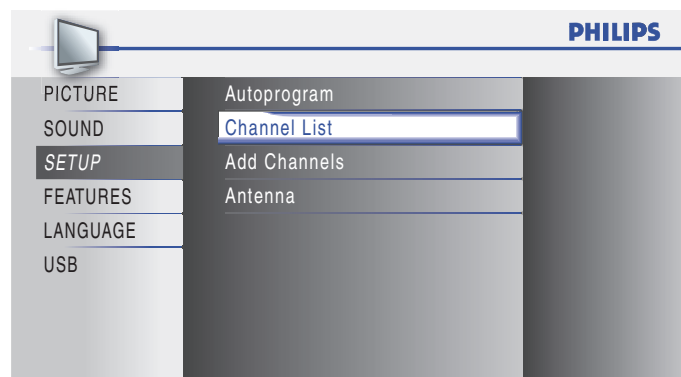 PHILIPS
PICTURE
SOUND
SETUP
FEATURES
LANGUAGE
USB
Autoprogram
Channel List
Add Channels
Antenna